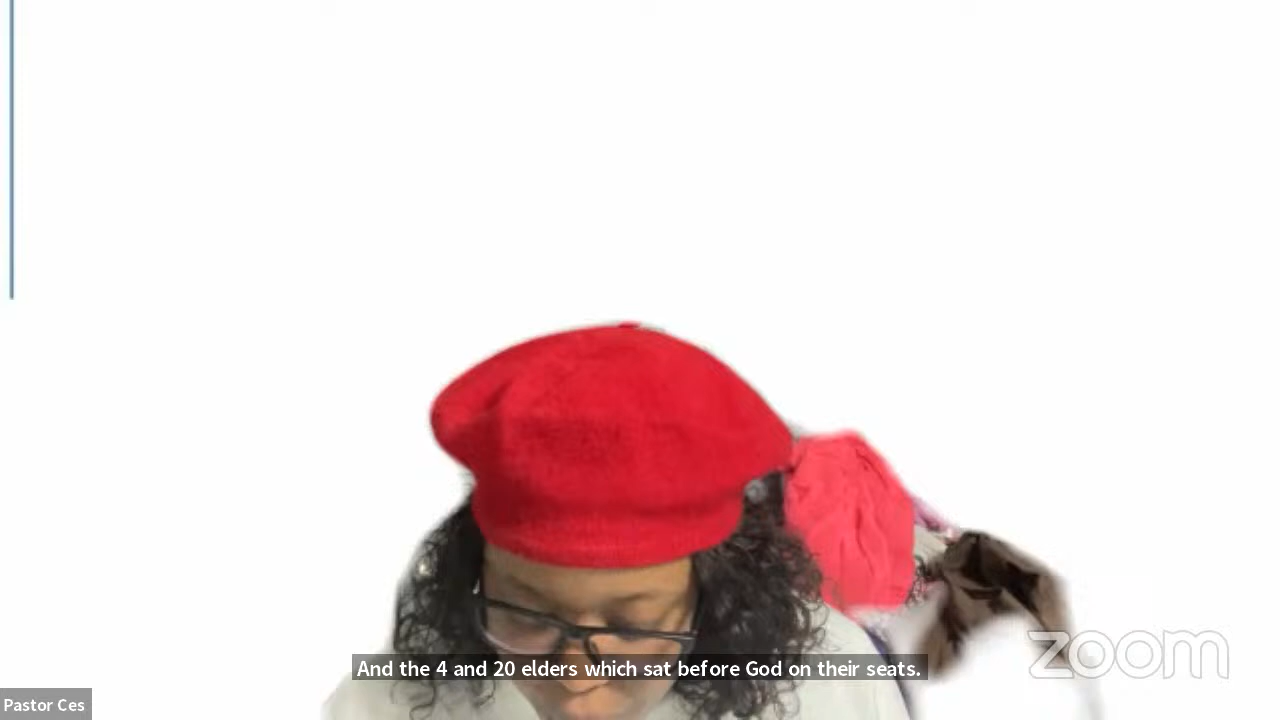 And the 4 and 20 elders which sat before God on their seats.
zoom
Pastor Ces